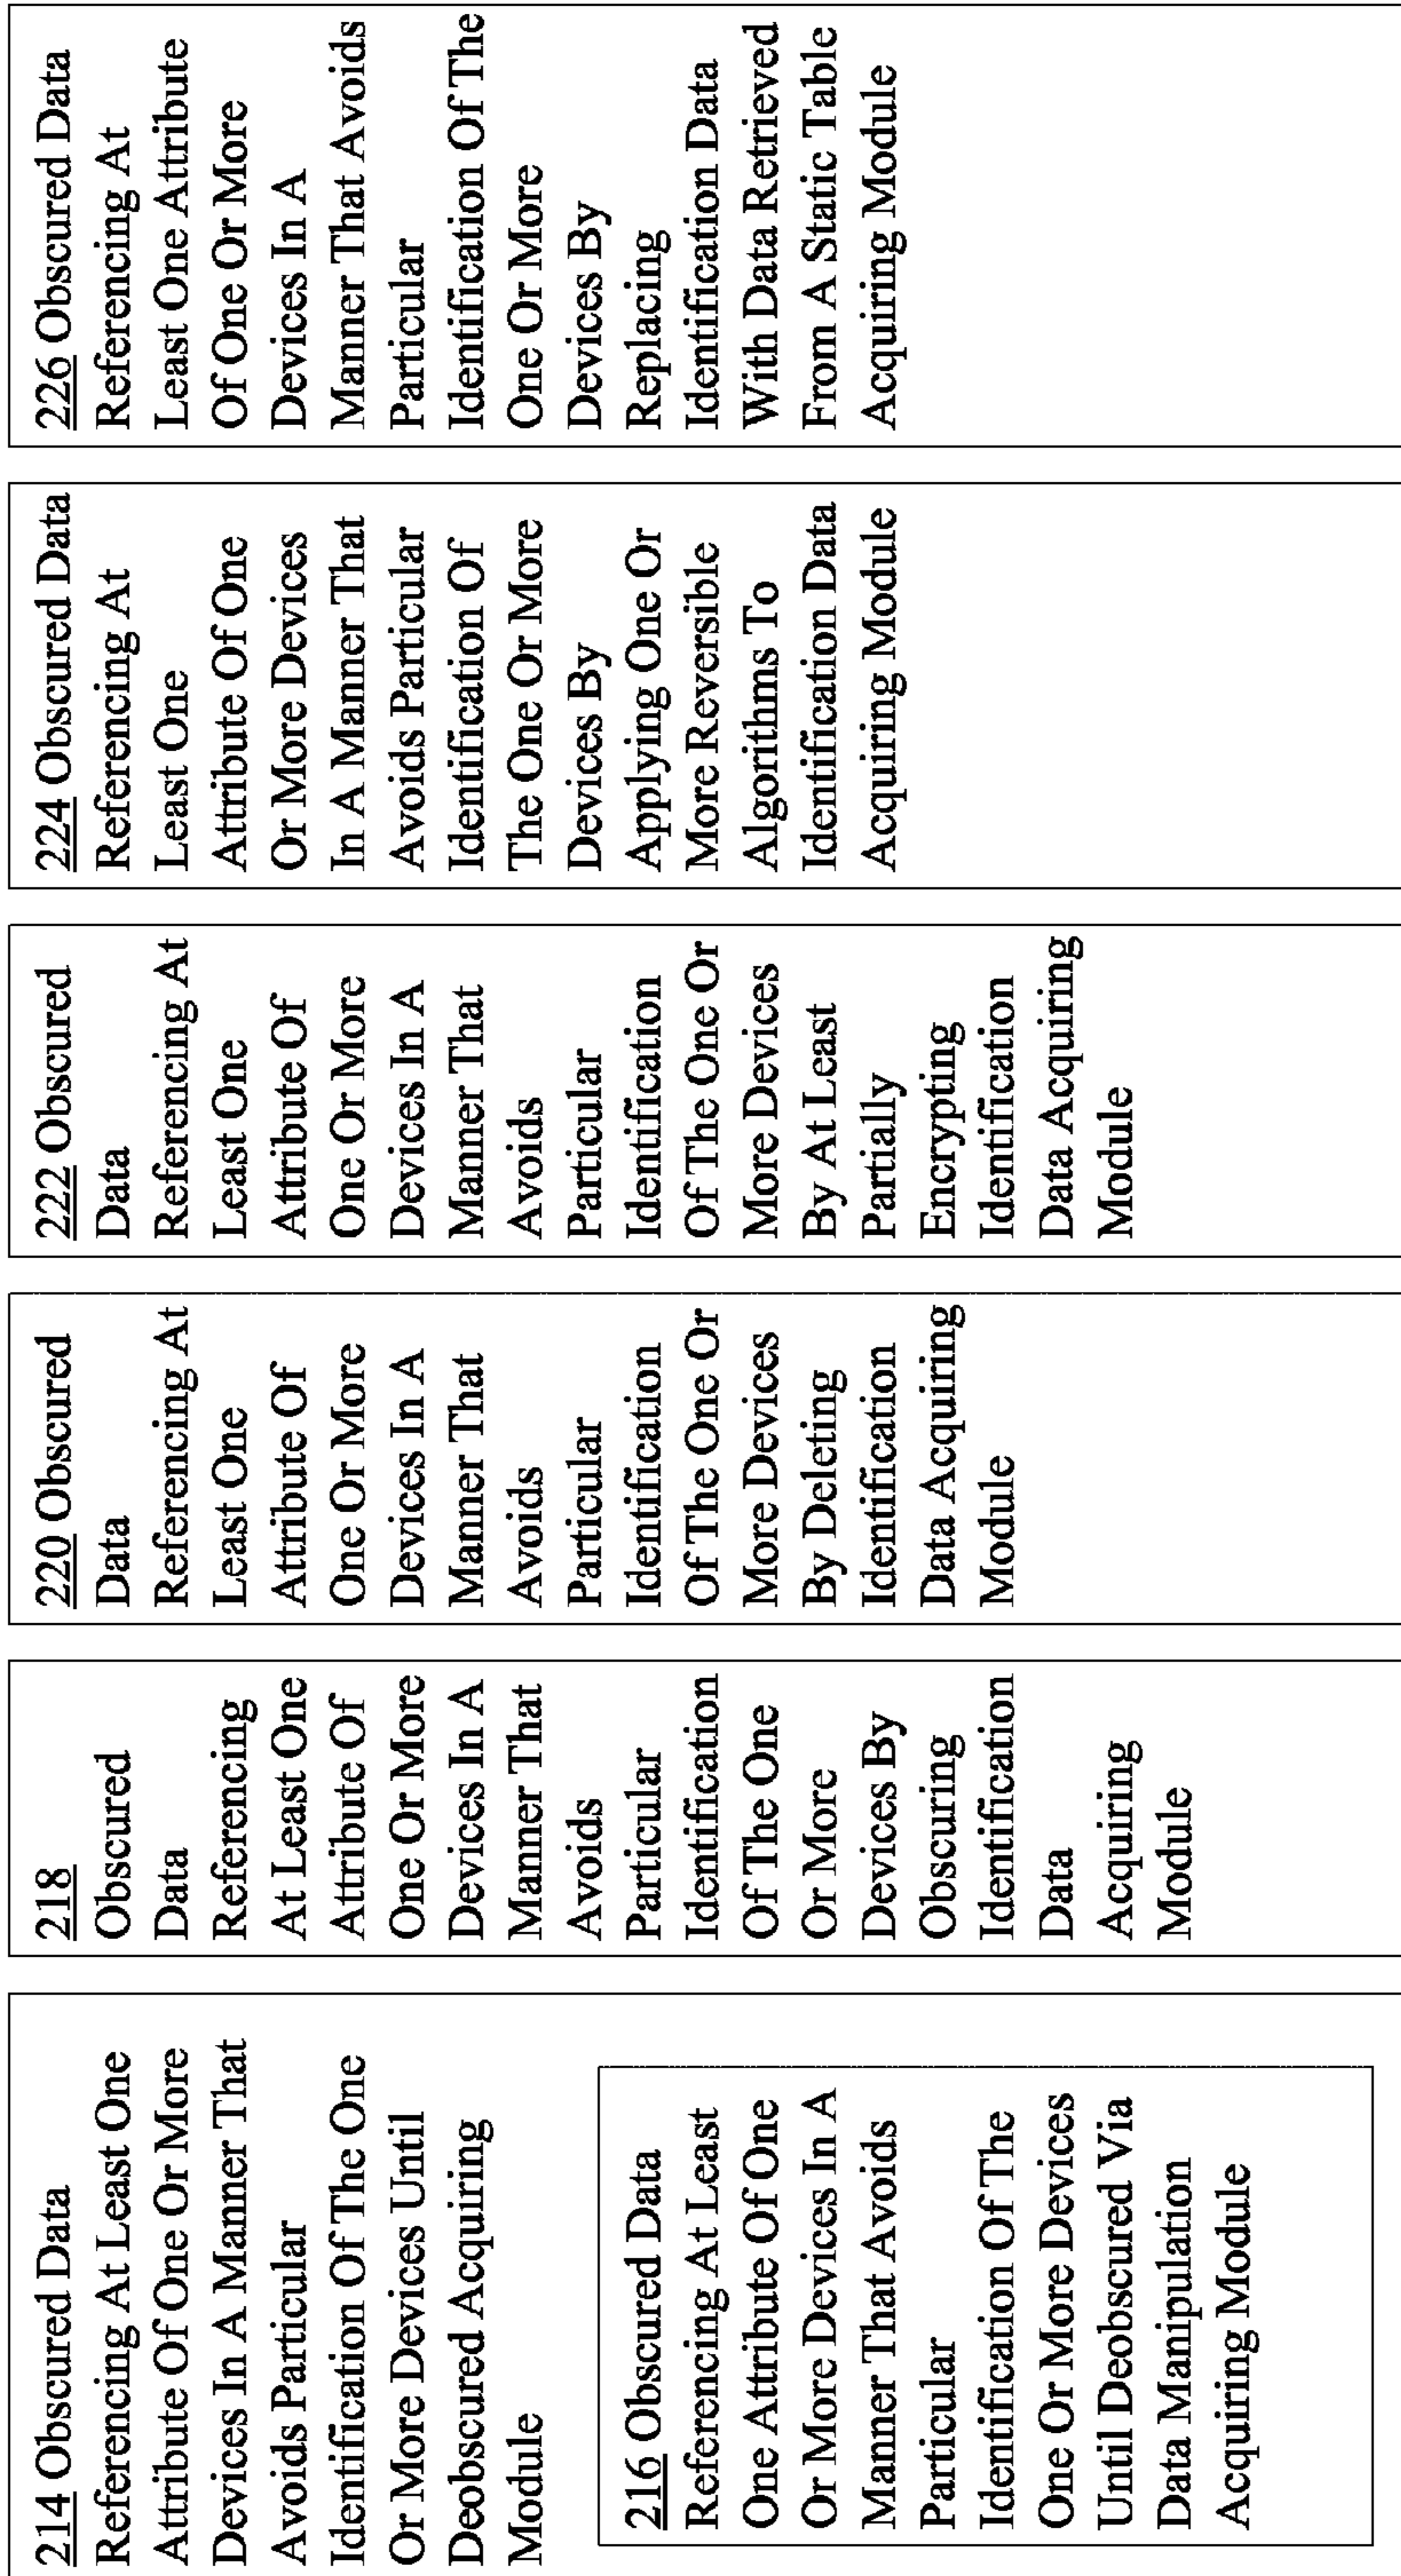 214 Obscured Data
Referencing At Least One
Attribute Of One Or More
Devices In A Manner That
Avoids Particular
Identification Of The One
Or More Devices Until
Deobscured Acquiring
Module
216 Obscured Data
Referencing At Least
One Attribute Of One
Or More Devices In A
Manner That Avoids
Particular
Identification Of The
One Or More Devices
Until Deobscured Via
Data Manipulation
Acquiring Module
218
Obscured
Data
Referencing
At Least One
Attribute Of
One Or More
Devices In A
Manner That
Avoids
Particular
Identification
Of The One
Or More
Devices By
Obscuring
Identification
Data
Acquiring
Module
220 Obscured
Data
Referencing At
Least One
Attribute Of
One Or More
Devices In A
Manner That
Avoids
Particular
Identification
Of The One Or
More Devices
By Deleting
Identification
Data Acquiring
Module
222 Obscured
Data
Referencing At
Least One
Attribute Of
One Or More
Devices In A
Manner That
Avoids
Particular
Identification
Of The One Or
More Devices
By At Least
Partially
Encrypting
Identification
Data Acquiring
Module
224 Obscured Data
Referencing At
Least One
Attribute Of One
Or More Devices
In A Manner That
Avoids Particular
Identification Of
The One Or More
Devices By
Applying One Or
More Reversible
Algorithms To
Identification Data
Acquiring Module
226 Obscured Data
Referencing At
Least One Attribute
Of One Or More
Devices In A
Manner That Avoids
Particular
Identification Of The
One Or More
Devices By
Replacing
Identification Data
With Data Retrieved
From A Static Table
Acquiring Module